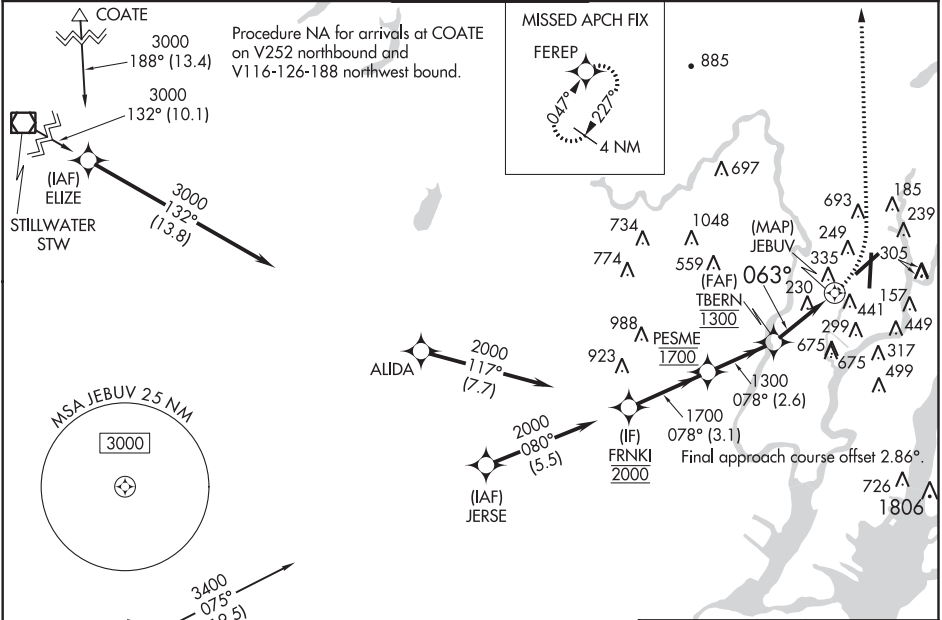 COATE
3000
188° (13.4)
3000
132° (10.1)
Procedure NA for arrivals at COATE
on V252 northbound and
V116-126-188 northwest bound.
MISSED APCH FIX
FEREP
047°
227°
4 NM
885
(IAF)
ELIZE
STILLWATER
STW
3000
132°
(13.8)
697
734
1048
774
559
693
185
239
249
335
305
(MAP)
JEBUV
063°
(FAF)
TBERN
1300
230
441
157
299
449
675
675
317
499
988
923
PESME
1700
ALIDA
2000
117°
(7.7)
1300
078° (2.6)
1700
078° (3.1)
(IF)
FRNKI
2000
2000
080°
(5.5)
(IAF)
JERSE
Final approach course offset 2.86°.
726
1806
MSA JEBUV 25 NM
3000
3400
075°